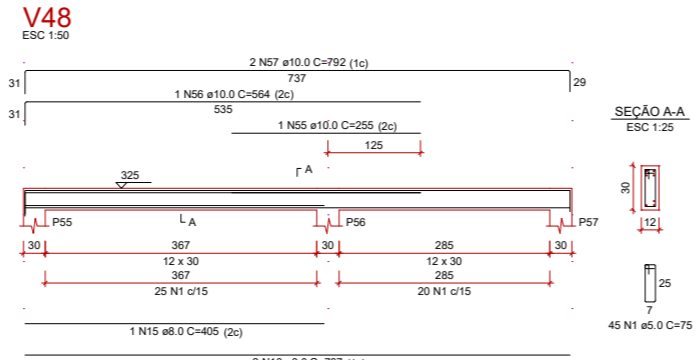 V48
ESC 1:50
2 N57 ø10.0 C=792 (1c)
31
737
29
1 N56 ø10.0 C=564 (2c)
31
535
1 N55 ø10.0 C=255 (2c)
125
SEÇÃO A-A
ESC 1:25
A
325
30
12
P55
A
P56
P57
30
367
30
285
30
12 x 30
12 x 30
367
285
25 N1 c/15
20 N1 c/15
25
7
45 N1 ø5.0 C=75
1 N15 ø8.0 C=405 (2c)